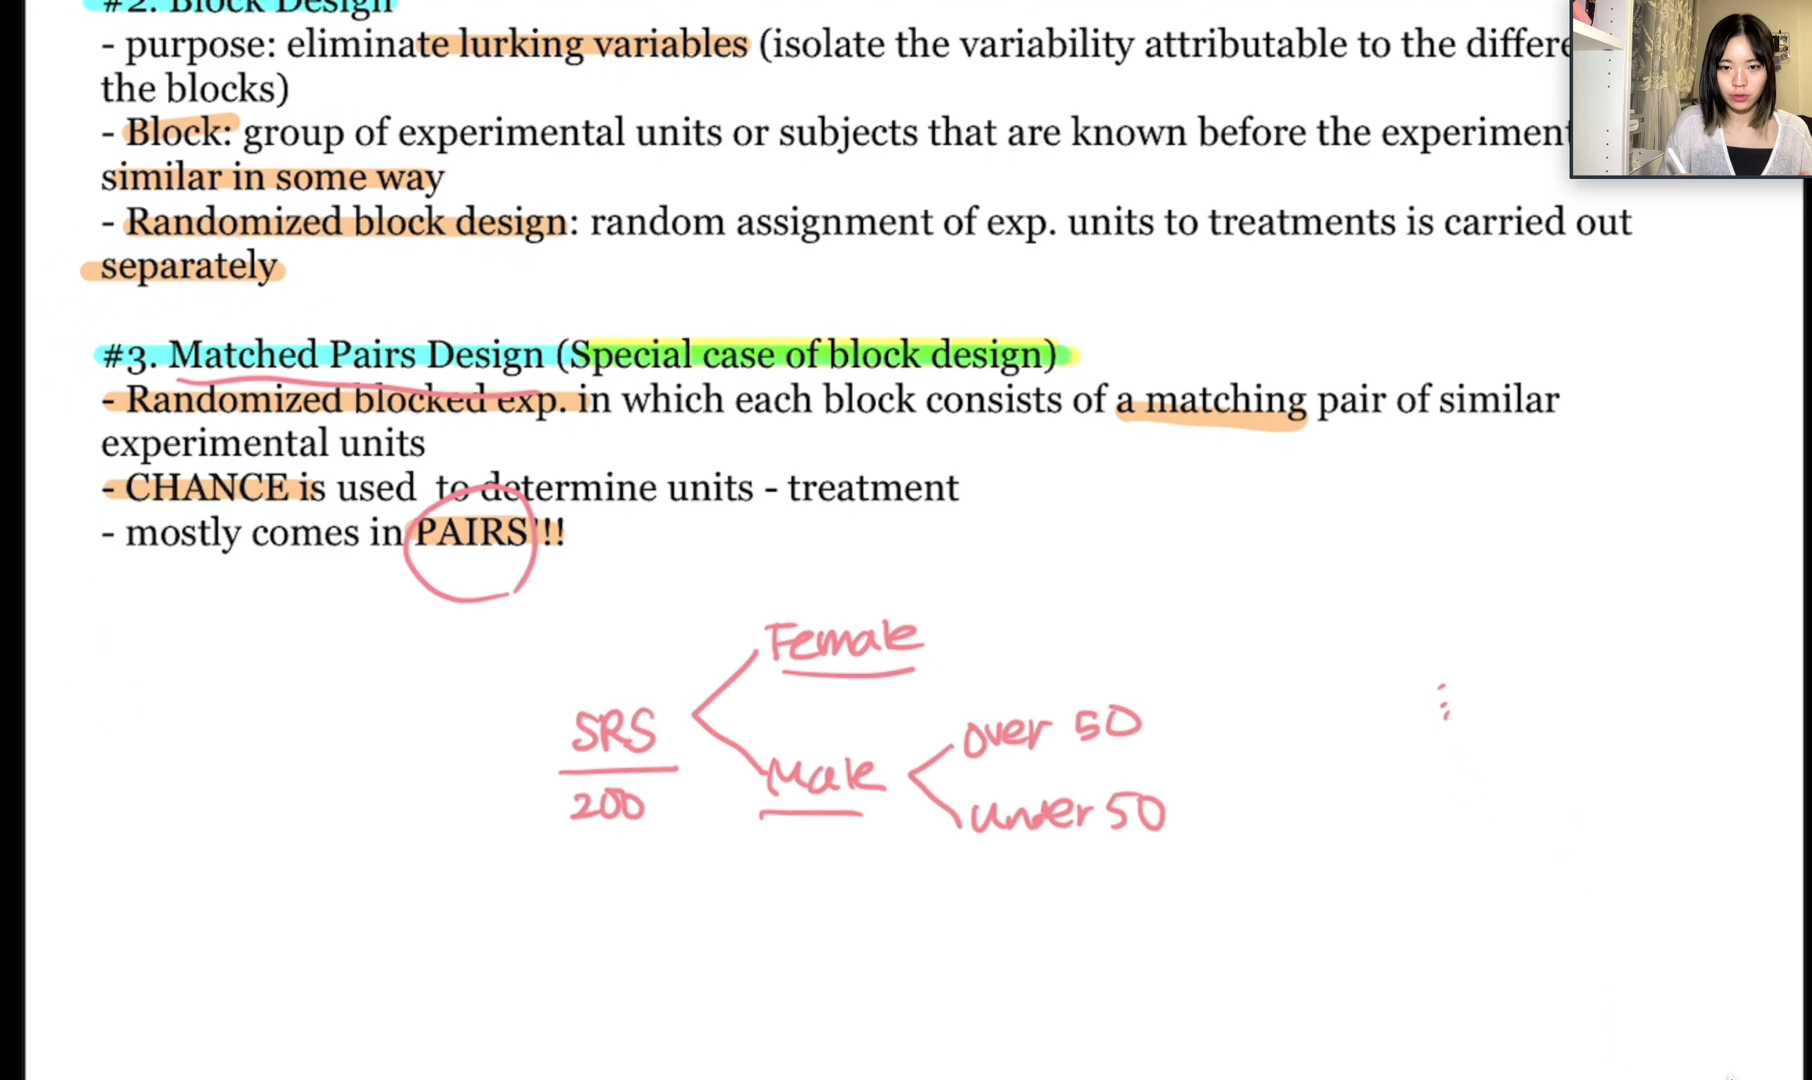 #2. Block Design
- purpose: eliminate lurking variables (isolate the variability attributable to the differe
the blocks)
- Block: group of experimental units or subjects that are known before the experiment
similar in some way
- Randomized block design: random assignment of exp. units to treatments is carried out
separately
#3. Matched Pairs Design (Special case of block design)
- Randomized blocked exp. in which each block consists of a matching pair of similar
experimental units
- CHANCE is used to determine units - treatment
- mostly comes in PAIRS!!!
Female
SRS
200
Male
over 50
under 50